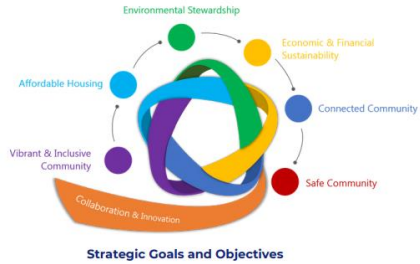 Environmental Stewardship
Economic & Financial
Sustainability
Affordable Housing
Connected Community
Vibrant & Inclusive
Community
Safe Community
Collaboration & Innovation
Strategic Goals and Objectives